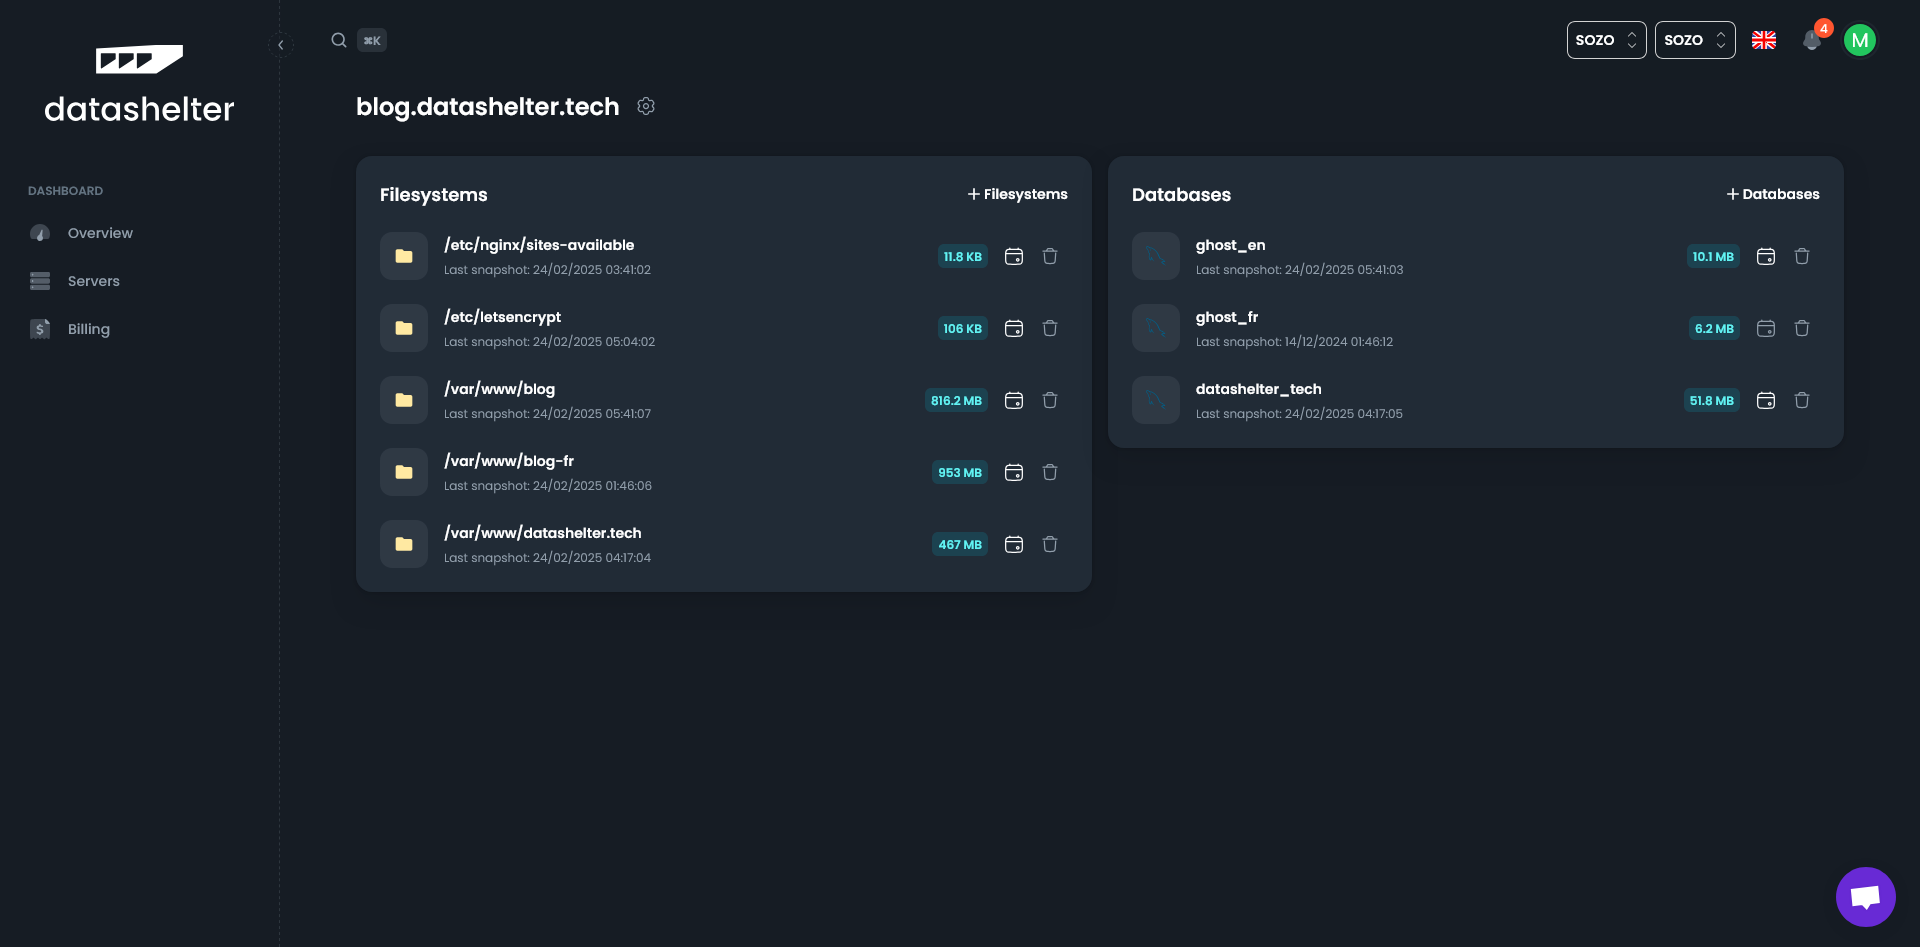 datashelter
DASHBOARD
Overview
Servers
Billing
⌘K
SOZO
SOZO
4
M
blog.datashelter.tech
Filesystems
+ Filesystems
/etc/nginx/sites-available
Last snapshot: 24/02/2025 03:41:02
11.8 KB
/etc/letsencrypt
Last snapshot: 24/02/2025 05:04:02
106 KB
/var/www/blog
Last snapshot: 24/02/2025 05:41:07
816.2 MB
/var/www/blog-fr
Last snapshot: 24/02/2025 01:46:06
953 MB
/var/www/datashelter.tech
Last snapshot: 24/02/2025 04:17:04
467 MB
Databases
+ Databases
ghost_en
Last snapshot: 24/02/2025 05:41:03
10.1 MB
ghost_fr
Last snapshot: 14/12/2024 01:46:12
6.2 MB
datashelter_tech
Last snapshot: 24/02/2025 04:17:05
51.8 MB